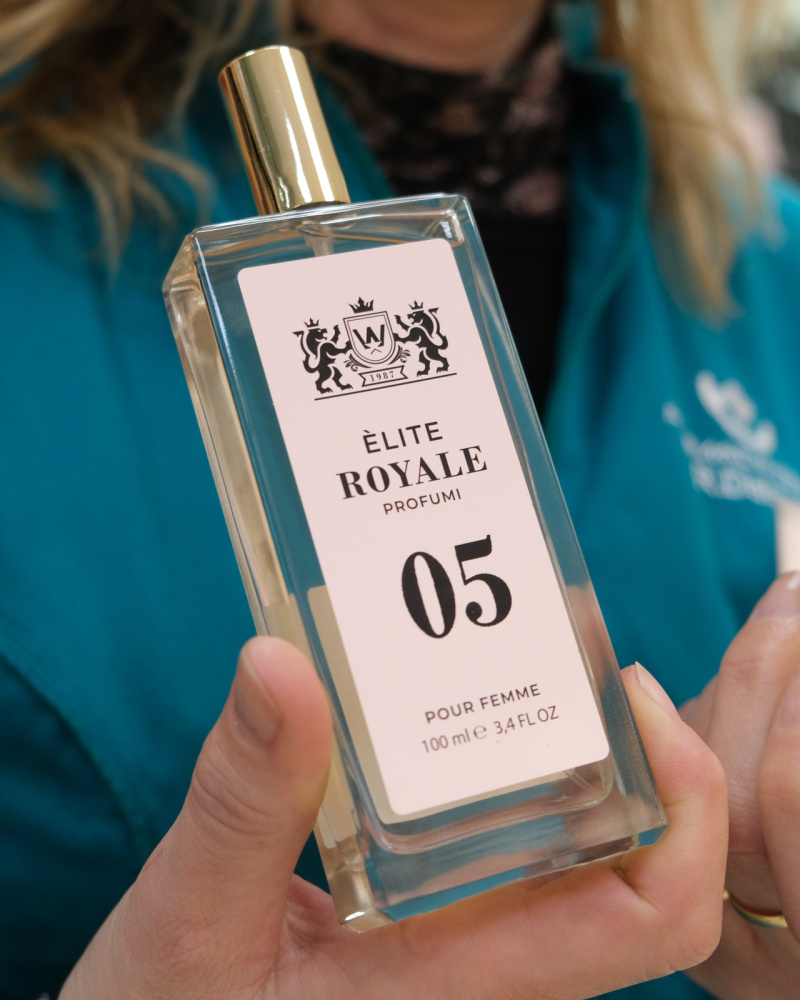 W
1987
ÈLITE
ROYALE
PROFUMI
05
POUR FEMME
100 ml ℮ 3,4 FL OZ